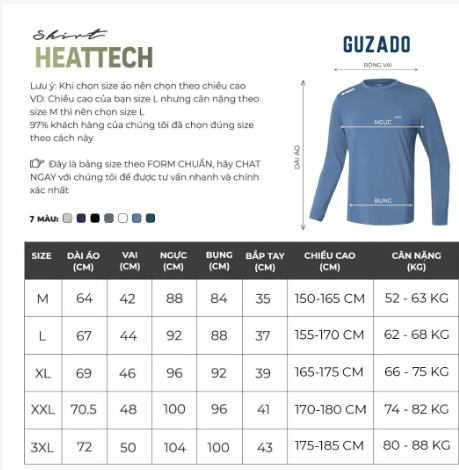 Shirt
HEATTECH
GUZADO
Lưu ý: Khi chọn size áo nên chọn theo chiều cao
VD: Chiều cao của bạn size L nhưng cân nặng theo
size M thì nên chọn size L
97% khách hàng của chúng tôi đã chọn đúng size
theo cách này
Đây là bảng size theo FORM CHUẨN, hãy CHAT
NGAY với chúng tôi để được tư vấn nhanh và chính
xác nhất
7 MÀU:
RỘNG VAI
NGỰC
DÀI ÁO
BỤNG
SIZE DÀI ÁO (CM) VAI (CM) NGỰC (CM) BỤNG (CM) BẮP TAY (CM) CHIỀU CAO (CM) CÂN NẶNG (KG)
M 64 42 88 84 35 150-165 CM 52 - 63 KG
L 67 44 92 88 37 155-170 CM 62 - 68 KG
XL 69 46 96 92 39 165-175 CM 66 - 75 KG
XXL 70.5 48 100 96 41 170-180 CM 74 - 82 KG
3XL 72 50 104 100 43 175-185 CM 80 - 88 KG